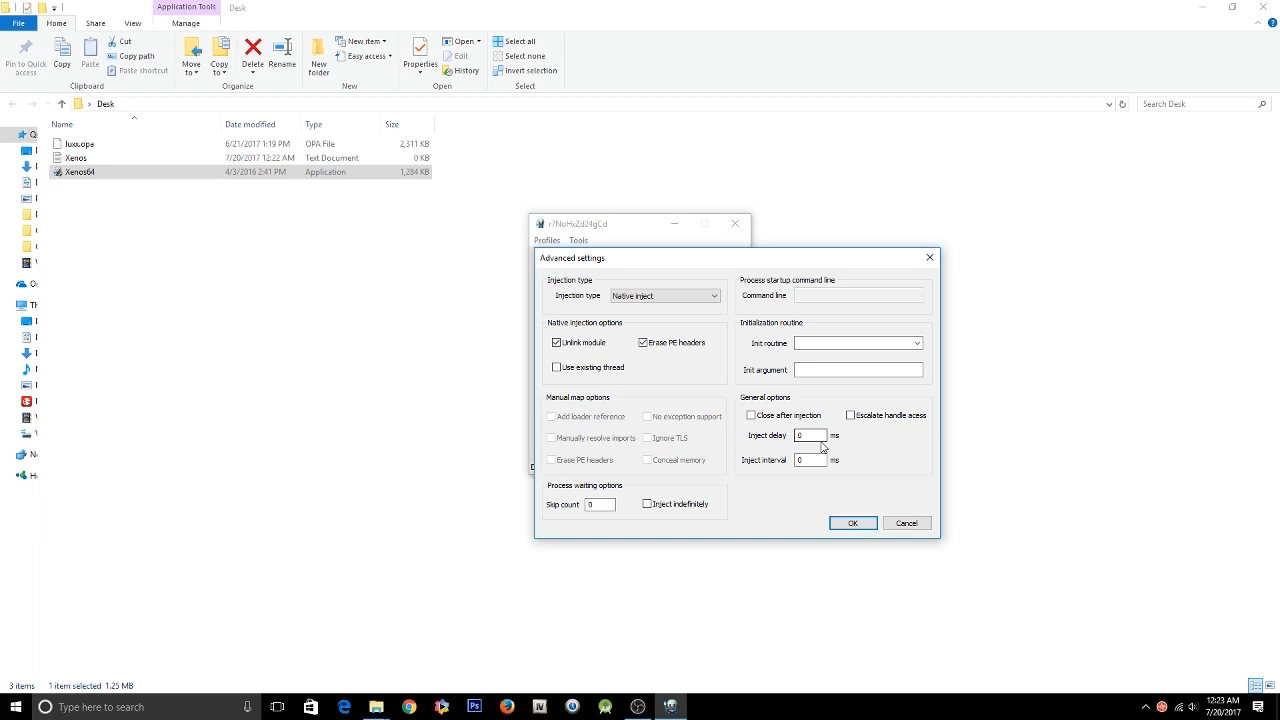 Application Tools
Desk
File
Home
Share
View
Manage
Pin to Quick access
Copy
Paste
Cut
Copy path
Paste shortcut
Clipboard
Move to
Copy to
Delete
Rename
Organize
New folder
New item
Easy access
New
Properties
Open
Edit
History
Open
Select all
Select none
Invert selection
Select
Desk
Search Desk
Name
Date modified
Type
Size
luxx.opa
6/21/2017 1:19 PM
OPA File
2,311 KB
Xenos
7/20/2017 12:22 AM
Text Document
0 KB
Xenos64
4/3/2016 2:41 PM
Application
1,284 KB
r7NoHxZd24gCd
Profiles
Tools
Advanced settings
Injection type
Injection type
Native inject
Native injection options
Unlink module
Erase PE headers
Use existing thread
Manual map options
Add loader reference
No exception support
Manually resolve imports
Ignore TLS
Erase PE headers
Conceal memory
Process waiting options
Skip count
0
Inject indefinitely
Process startup command line
Command line
Initialization routine
Init routine
Init argument
General options
Close after injection
Escalate handle acess
Inject delay
0
ms
Inject interval
0
ms
OK
Cancel
3 items
1 item selected 1.25 MB
Type here to search
12:23 AM
7/20/2017